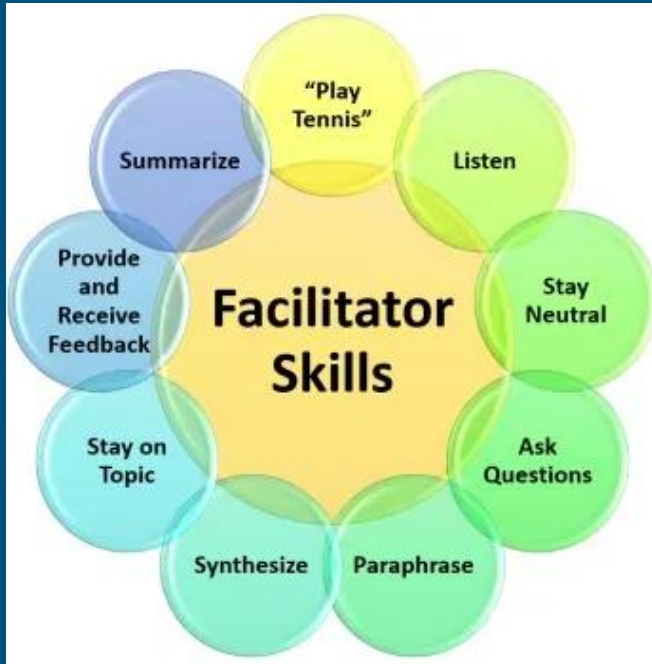 Facilitator
Skills
“Play
Tennis”
Listen
Stay
Neutral
Ask
Questions
Paraphrase
Synthesize
Stay on
Topic
Provide
and
Receive
Feedback
Summarize